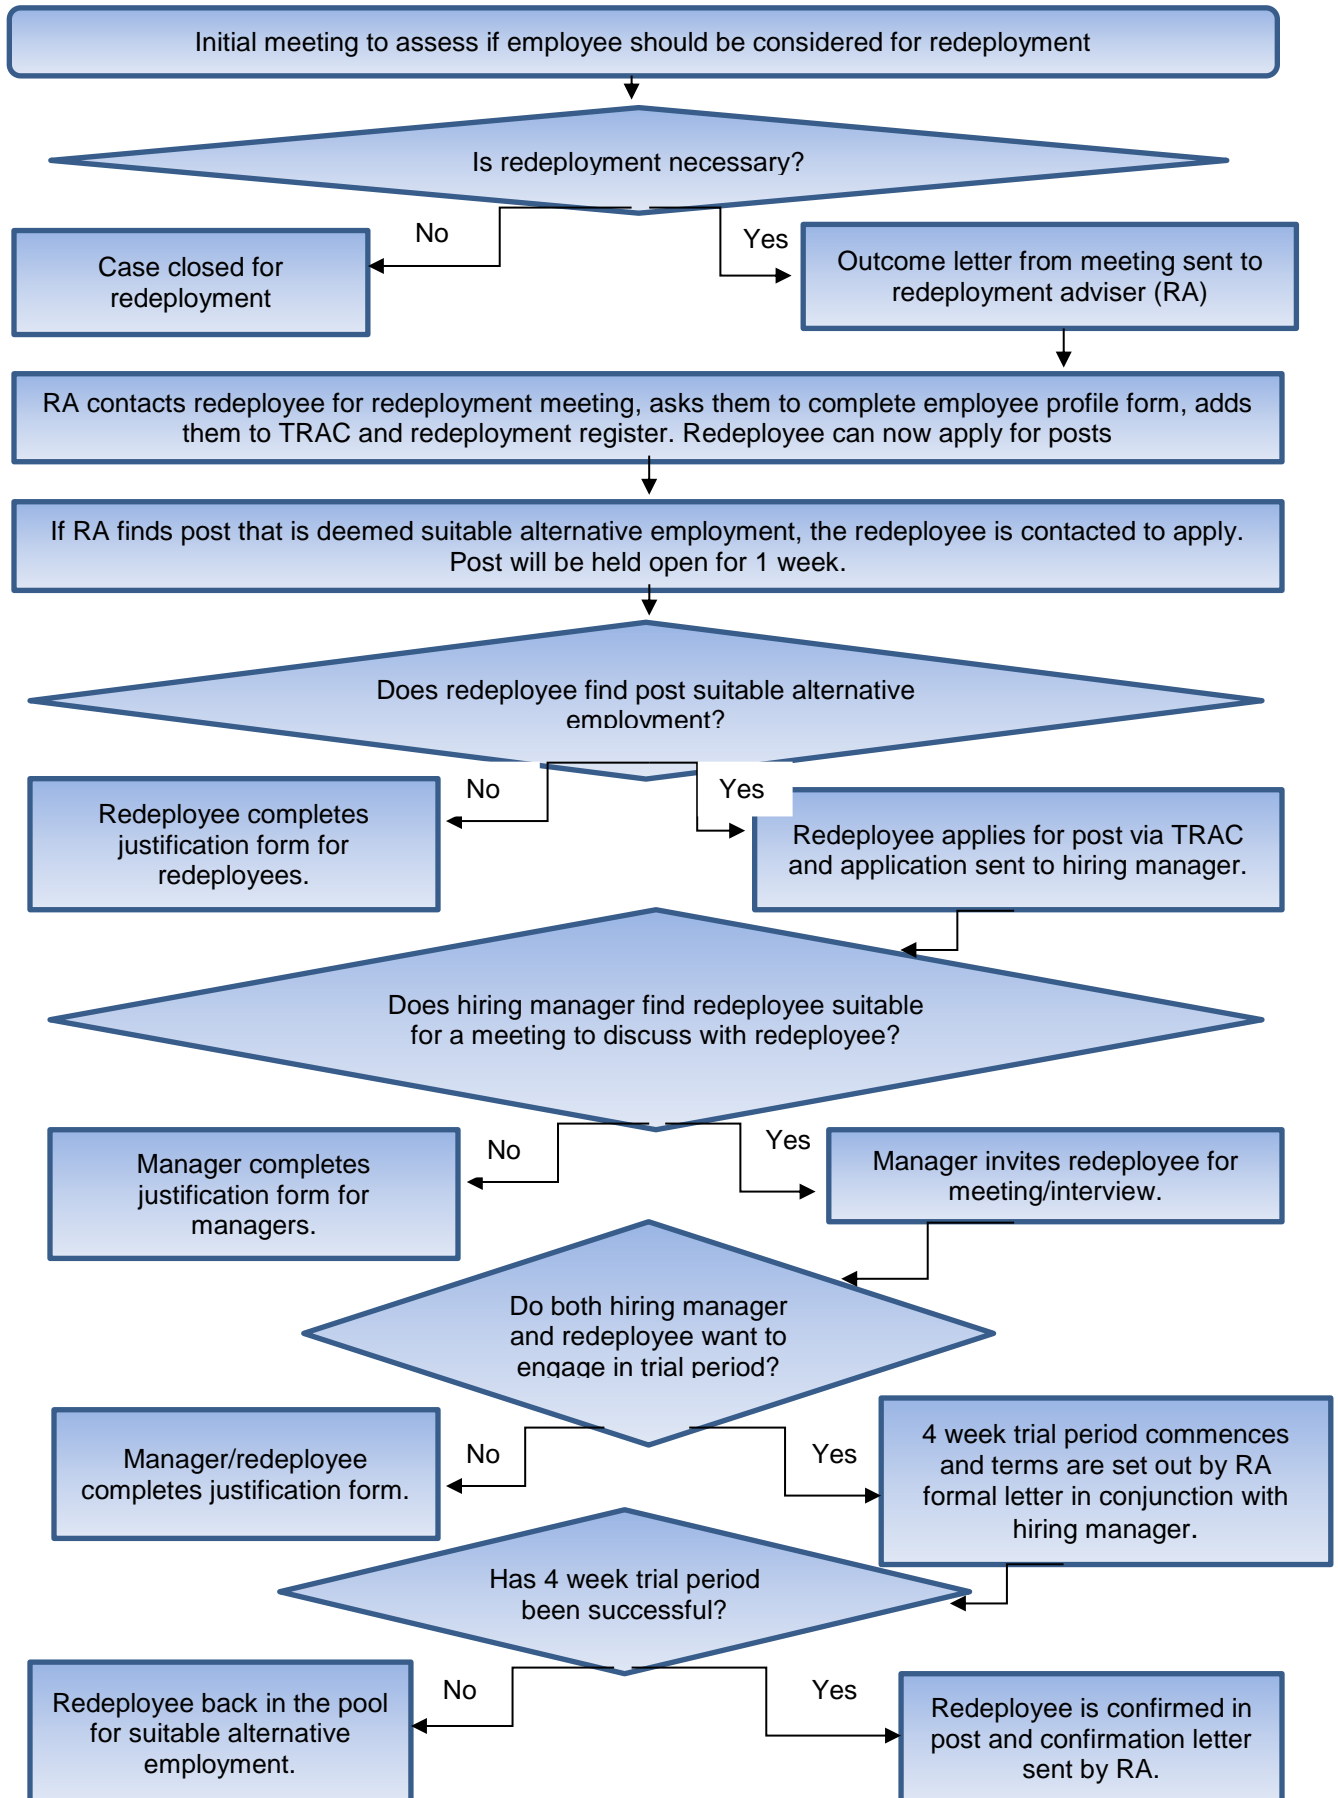 Initial meeting to assess if employee should be considered for redeployment
Is redeployment necessary?
No
Yes
Case closed for
redeployment
Outcome letter from meeting sent to
redeployment adviser (RA)
RA contacts redeployee for redeployment meeting, asks them to complete employee profile form, adds
them to TRAC and redeployment register. Redeployee can now apply for posts
If RA finds post that is deemed suitable alternative employment, the redeployee is contacted to apply.
Post will be held open for 1 week.
Does redeployee find post suitable alternative
employment?
No
Yes
Redeployee completes
justification form for
redeployees.
Redeployee applies for post via TRAC
and application sent to hiring manager.
Does hiring manager find redeployee suitable
for a meeting to discuss with redeployee?
No
Yes
Manager completes
justification form for
managers.
Manager invites redeployee for
meeting/interview.
Do both hiring manager
and redeployee want to
engage in trial period?
No
Yes
Manager/redeployee
completes justification form.
4 week trial period commences
and terms are set out by RA
formal letter in conjunction with
hiring manager.
Has 4 week trial period
been successful?
No
Yes
Redeployee back in the pool
for suitable alternative
employment.
Redeployee is confirmed in
post and confirmation letter
sent by RA.